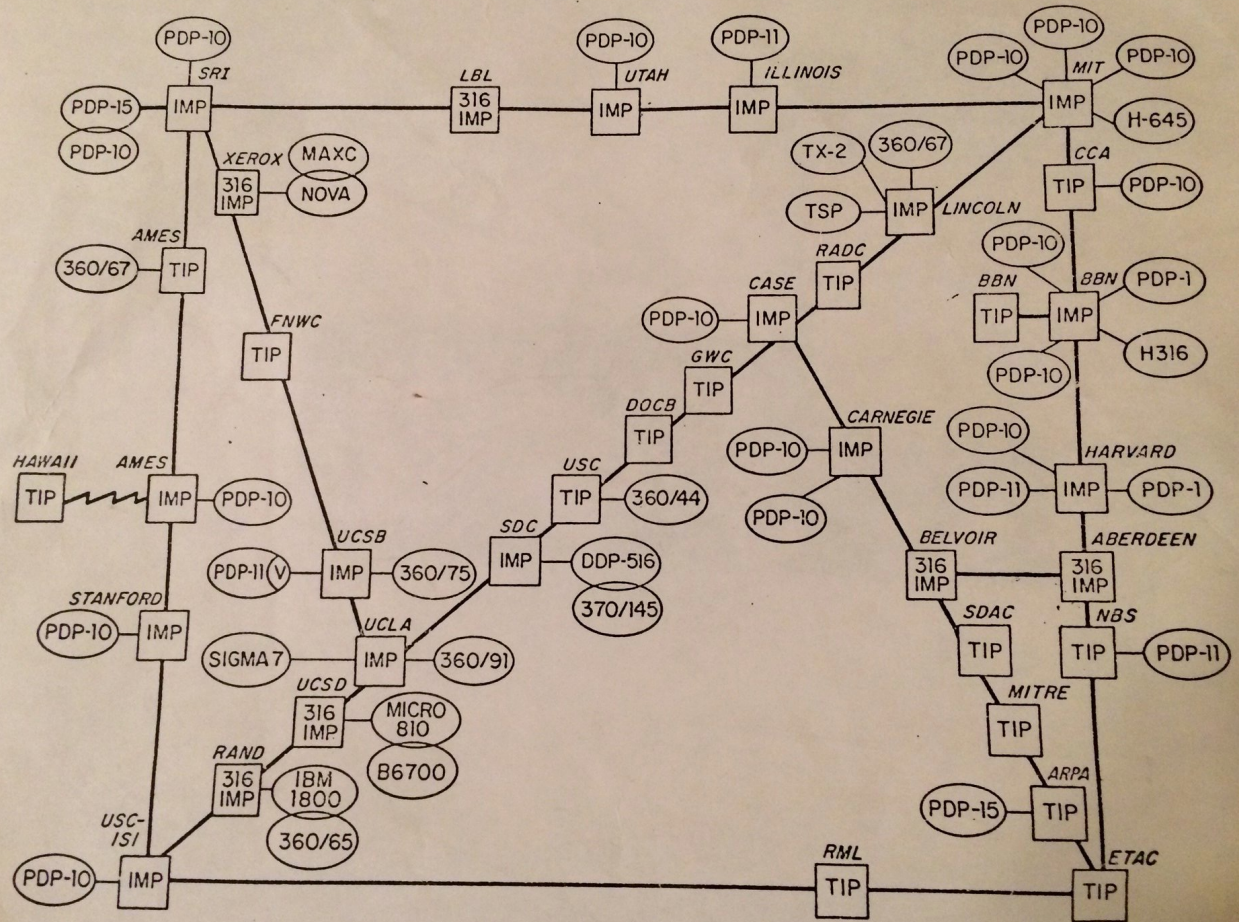 PDP-10
SRI
PDP-15
IMP
PDP-10
LBL
316
IMP
PDP-10
UTAH
IMP
PDP-11
ILLINOIS
IMP
PDP-10
PDP-10
PDP-10
MIT
IMP
H-645
XEROX
316
IMP
MAXC
NOVA
TX-2
360/67
TSP
IMP
LINCOLN
CCA
TIP
PDP-10
AMES
360/67
TIP
RADC
TIP
PDP-10
BBN
TIP
BBN
IMP
PDP-1
H316
PDP-10
FNWC
TIP
CASE
PDP-10
IMP
GWC
TIP
DOCB
TIP
CARNEGIE
PDP-10
IMP
PDP-10
PDP-10
HARVARD
PDP-11
IMP
PDP-1
HAWAII
TIP
AMES
IMP
PDP-10
USC
TIP
360/44
UCSB
PDP-11
V
IMP
360/75
SDC
IMP
DDP-516
370/145
BELVOIR
316
IMP
ABERDEEN
316
IMP
STANFORD
PDP-10
IMP
UCLA
SIGMA 7
IMP
360/91
SDAC
TIP
NBS
TIP
PDP-11
UCSD
316
IMP
MICRO
810
B6700
MITRE
TIP
RAND
316
IMP
IBM
1800
360/65
ARPA
PDP-15
TIP
USC-
ISI
PDP-10
IMP
RML
TIP
ETAC
TIP